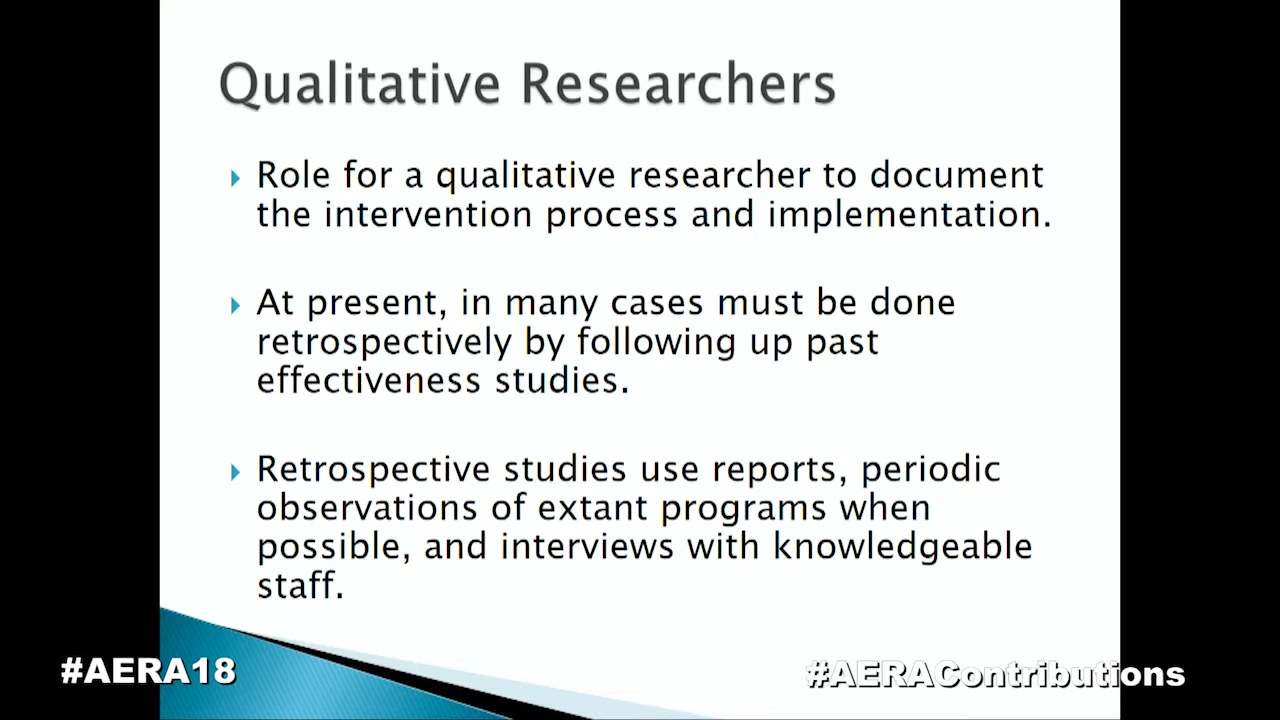 Qualitative Researchers
Role for a qualitative researcher to document
the intervention process and implementation.
At present, in many cases must be done
retrospectively by following up past
effectiveness studies.
Retrospective studies use reports, periodic
observations of extant programs when
possible, and interviews with knowledgeable
staff.
#AERA18
#AERAContributions